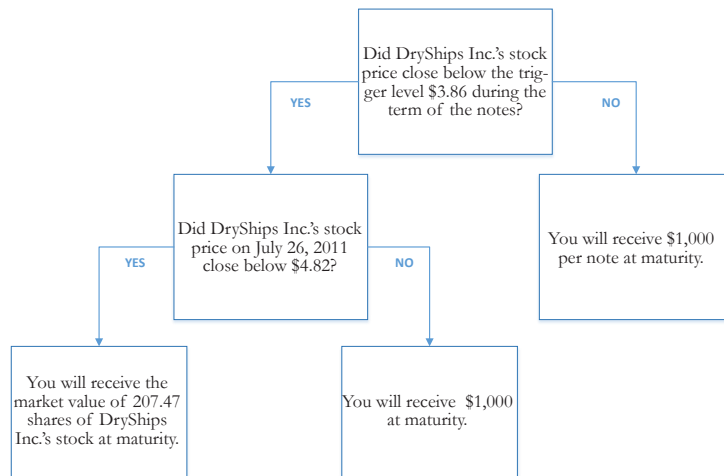 Did DryShips Inc.'s stock
price close below the trig-
ger level $3.86 during the
term of the notes?
YES
NO
Did DryShips Inc.'s stock
price on July 26, 2011
close below $4.82?
You will receive $1,000
per note at maturity.
YES
NO
You will receive the
market value of 207.47
shares of DryShips
Inc.'s stock at maturity.
You will receive $1,000
at maturity.